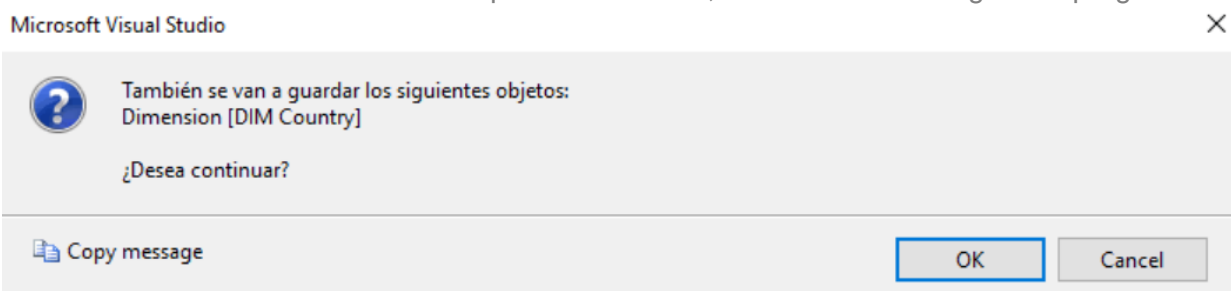 Microsoft Visual Studio
También se van a guardar los siguientes objetos:
Dimension [DIM Country]
¿Desea continuar?
Copy message
OK
Cancel